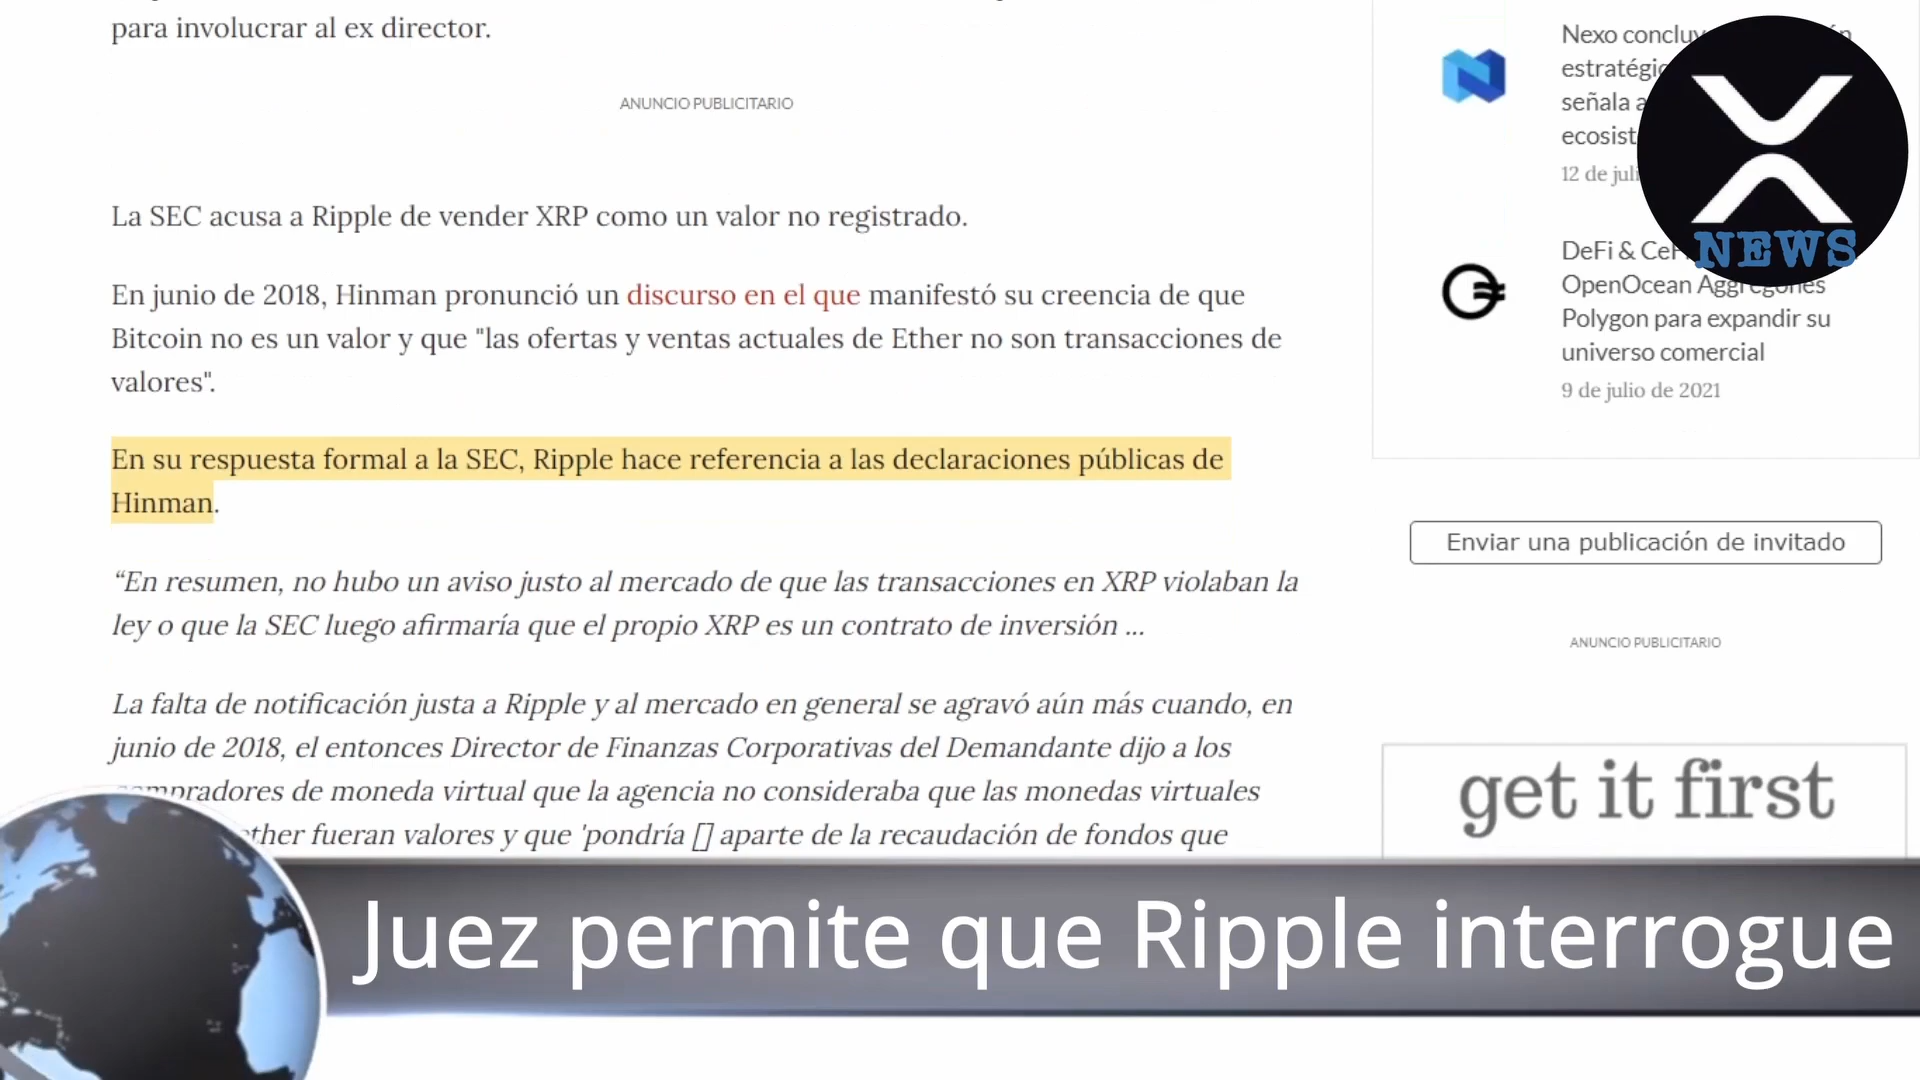 para involucrar al ex director.
ANUNCIO PUBLICITARIO
La SEC acusa a Ripple de vender XRP como un valor no registrado.
En junio de 2018, Hinman pronunció un discurso en el que manifestó su creencia de que
Bitcoin no es un valor y que "las ofertas y ventas actuales de Ether no son transacciones de
valores".
En su respuesta formal a la SEC, Ripple hace referencia a las declaraciones públicas de
Hinman.
“En resumen, no hubo un aviso justo al mercado de que las transacciones en XRP violaban la
ley o que la SEC luego afirmaría que el propio XRP es un contrato de inversión ...
La falta de notificación justa a Ripple y al mercado en general se agravó aún más cuando, en
junio de 2018, el entonces Director de Finanzas Corporativas del Demandante dijo a los
compradores de moneda virtual que la agencia no consideraba que las monedas virtuales
ether fueran valores y que 'pondría [] aparte de la recaudación de fondos que
Nexo
señala a
12 de
DeFi &
OpenOcean
Polygon para expandir su
universo comercial
9 de julio de 2021
NEWS
Enviar una publicación de invitado
ANUNCIO PUBLICITARIO
get it first
Juez permite que Ripple interrogue